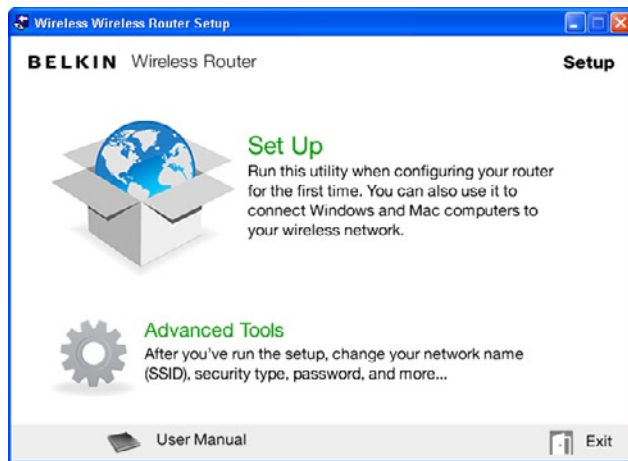 Wireless Wireless Router Setup
BELKIN Wireless Router Setup
Set Up
Run this utility when configuring your router
for the first time. You can also use it to
connect Windows and Mac computers to
your wireless network.
Advanced Tools
After you've run the setup, change your network name
(SSID), security type, password, and more...
User Manual Exit